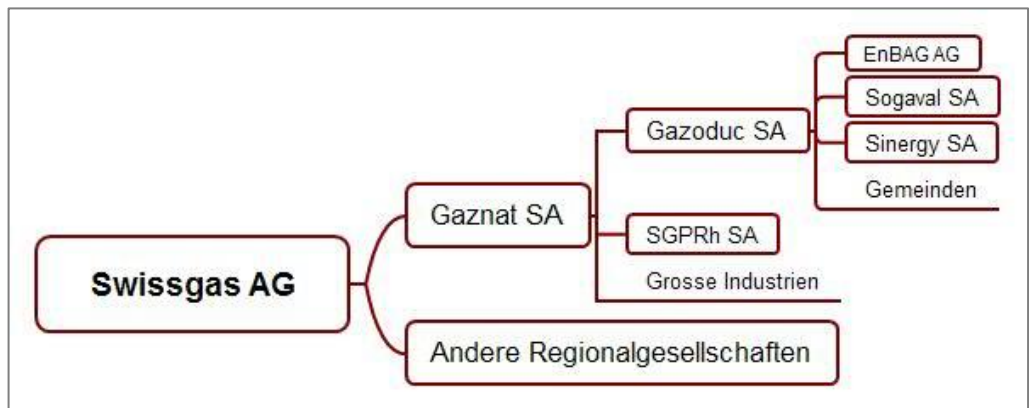 EnBAG AG
Sogaval SA
Gazoduc SA
Sinergy SA
Gemeinden
Gaznat SA
SGPRh SA
Grosse Industrien
Swissgas AG
Andere Regionalgesellschaften